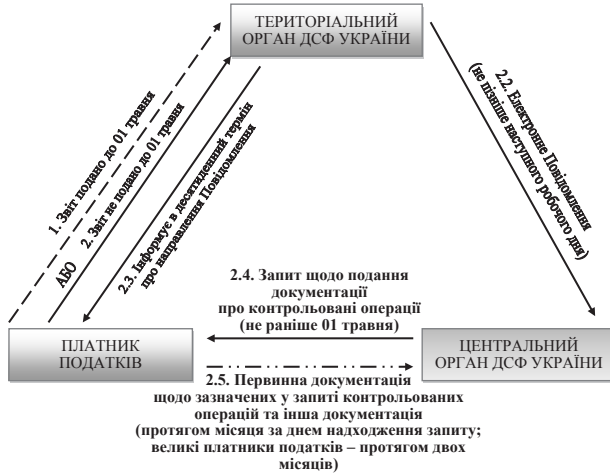 ТЕРИТОРІАЛЬНИЙ
ОРГАН ДСФ УКРАЇНИ
1. Звіт подано до 01 травня
АБО
2. Звіт не подано до 01 травня
2.3. Інформує в десятиденний термін
про направлення Повідомлення
2.2. Електронне Повідомлення
(не пізніше наступного робочого дня)
2.4. Запит щодо подання
документації
про контрольовані операції
(не раніше 01 травня)
ПЛАТНИК
ПОДАТКІВ
ЦЕНТРАЛЬНИЙ
ОРГАН ДСФ УКРАЇНИ
2.5. Первинна документація
щодо зазначених у запиті контрольованих
операцій та інша документація
(протягом місяця за днем надходження запиту;
великі платники податків – протягом двох
місяців)